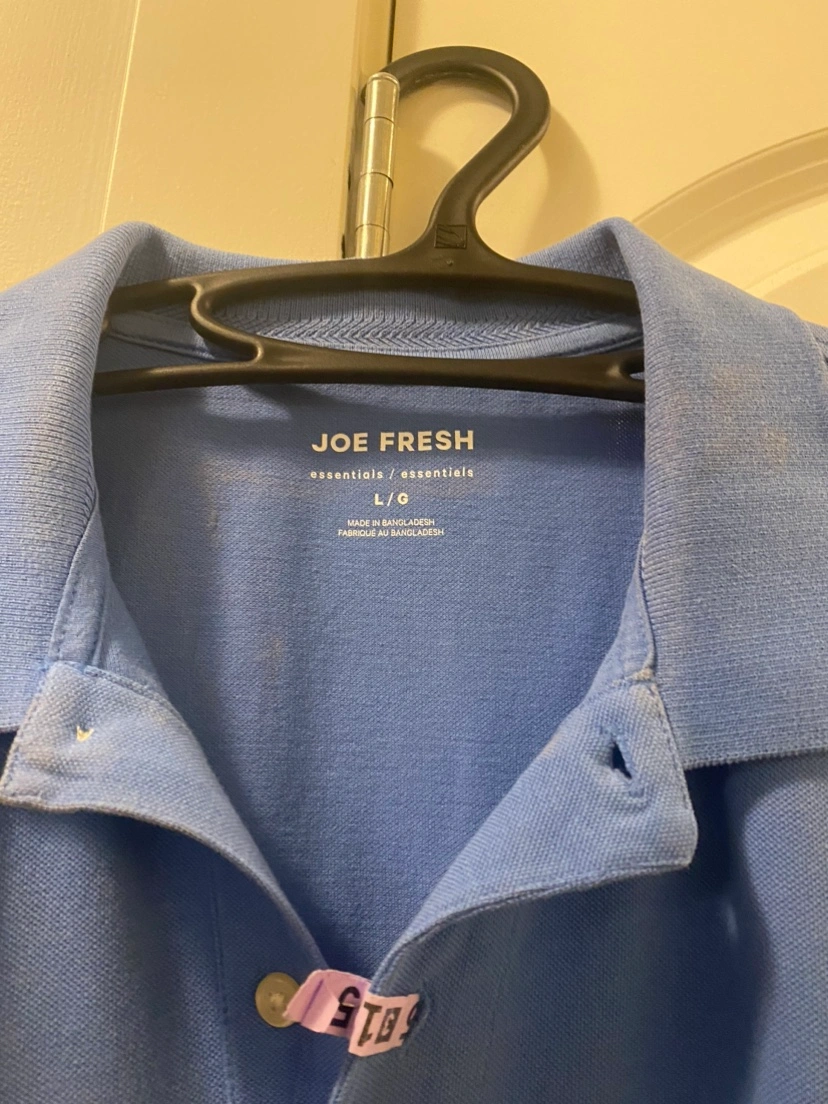 JOE FRESH
essentials / essentiels
L/G
MADE IN BANGLADESH
FABRIQUÉ AU BANGLADESH